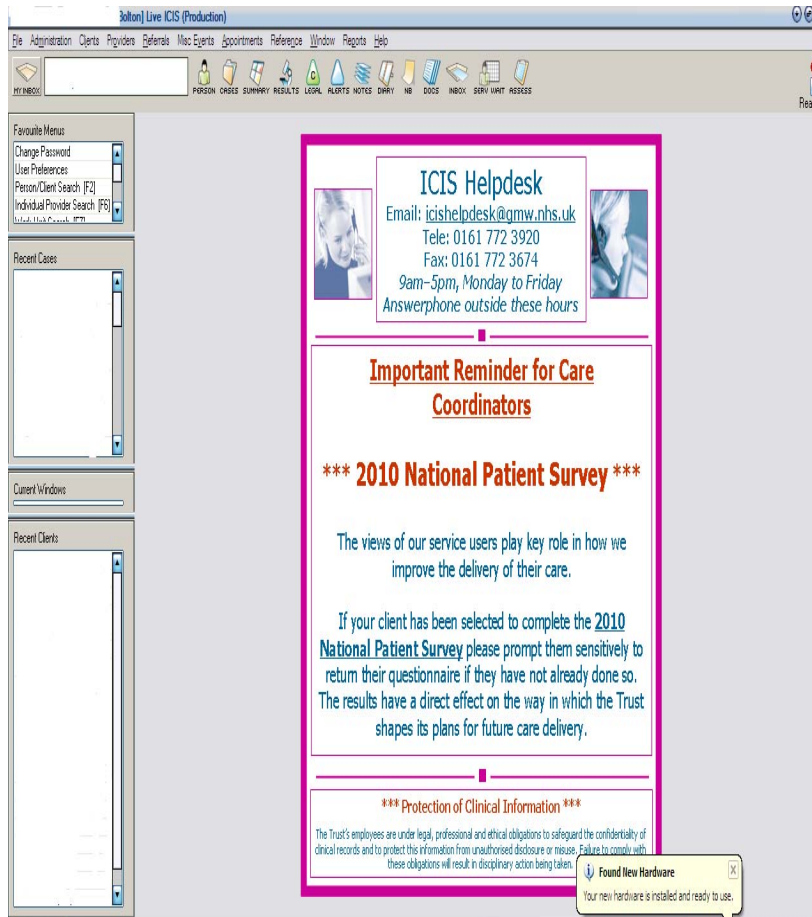 Bolton] Live ICIS (Production)
File Administration Clients Providers Referrals Misc Events Appointments Reference Window Reports Help
MY INBOX
PERSON CASES SUMMARY RESULTS LEGAL ALERTS NOTES DIARY NB DOCS INBOX SERV WAIT ASSESS
Favourite Menus
Change Password
User Preferences
Person/Client Search [F2]
Individual Provider Search [F6]
Recent Cases
Current Windows
Recent Clients
ICIS Helpdesk
Email: icishelpdesk@gmw.nhs.uk
Tele: 0161 772 3920
Fax: 0161 772 3674
9am-5pm, Monday to Friday
Answerphone outside these hours
Important Reminder for Care
Coordinators
*** 2010 National Patient Survey ***
The views of our service users play key role in how we
improve the delivery of their care.
If your client has been selected to complete the 2010
National Patient Survey please prompt them sensitively to
return their questionnaire if they have not already done so.
The results have a direct effect on the way in which the Trust
shapes its plans for future care delivery.
*** Protection of Clinical Information ***
The Trust's employees are under legal, professional and ethical obligations to safeguard the confidentiality of
clinical records and to protect this information from unauthorised disclosure or misuse. Failure to comply with
these obligations will result in disciplinary action being taken.
Found New Hardware
Your new hardware is installed and ready to use.